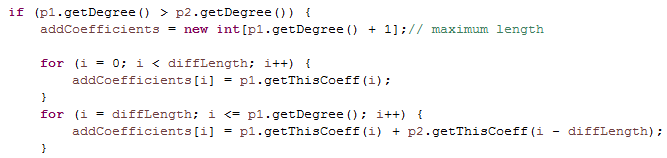 if (p1.getDegree() > p2.getDegree()) {
addCoefficients = new int[p1.getDegree() + 1];// maximum length
for (i = 0; i < diffLength; i++) {
addCoefficients[i] = p1.getThisCoeff(i);
}
for (i = diffLength; i <= p1.getDegree(); i++) {
addCoefficients[i] = p1.getThisCoeff(i) + p2.getThisCoeff(i - diffLength);
}